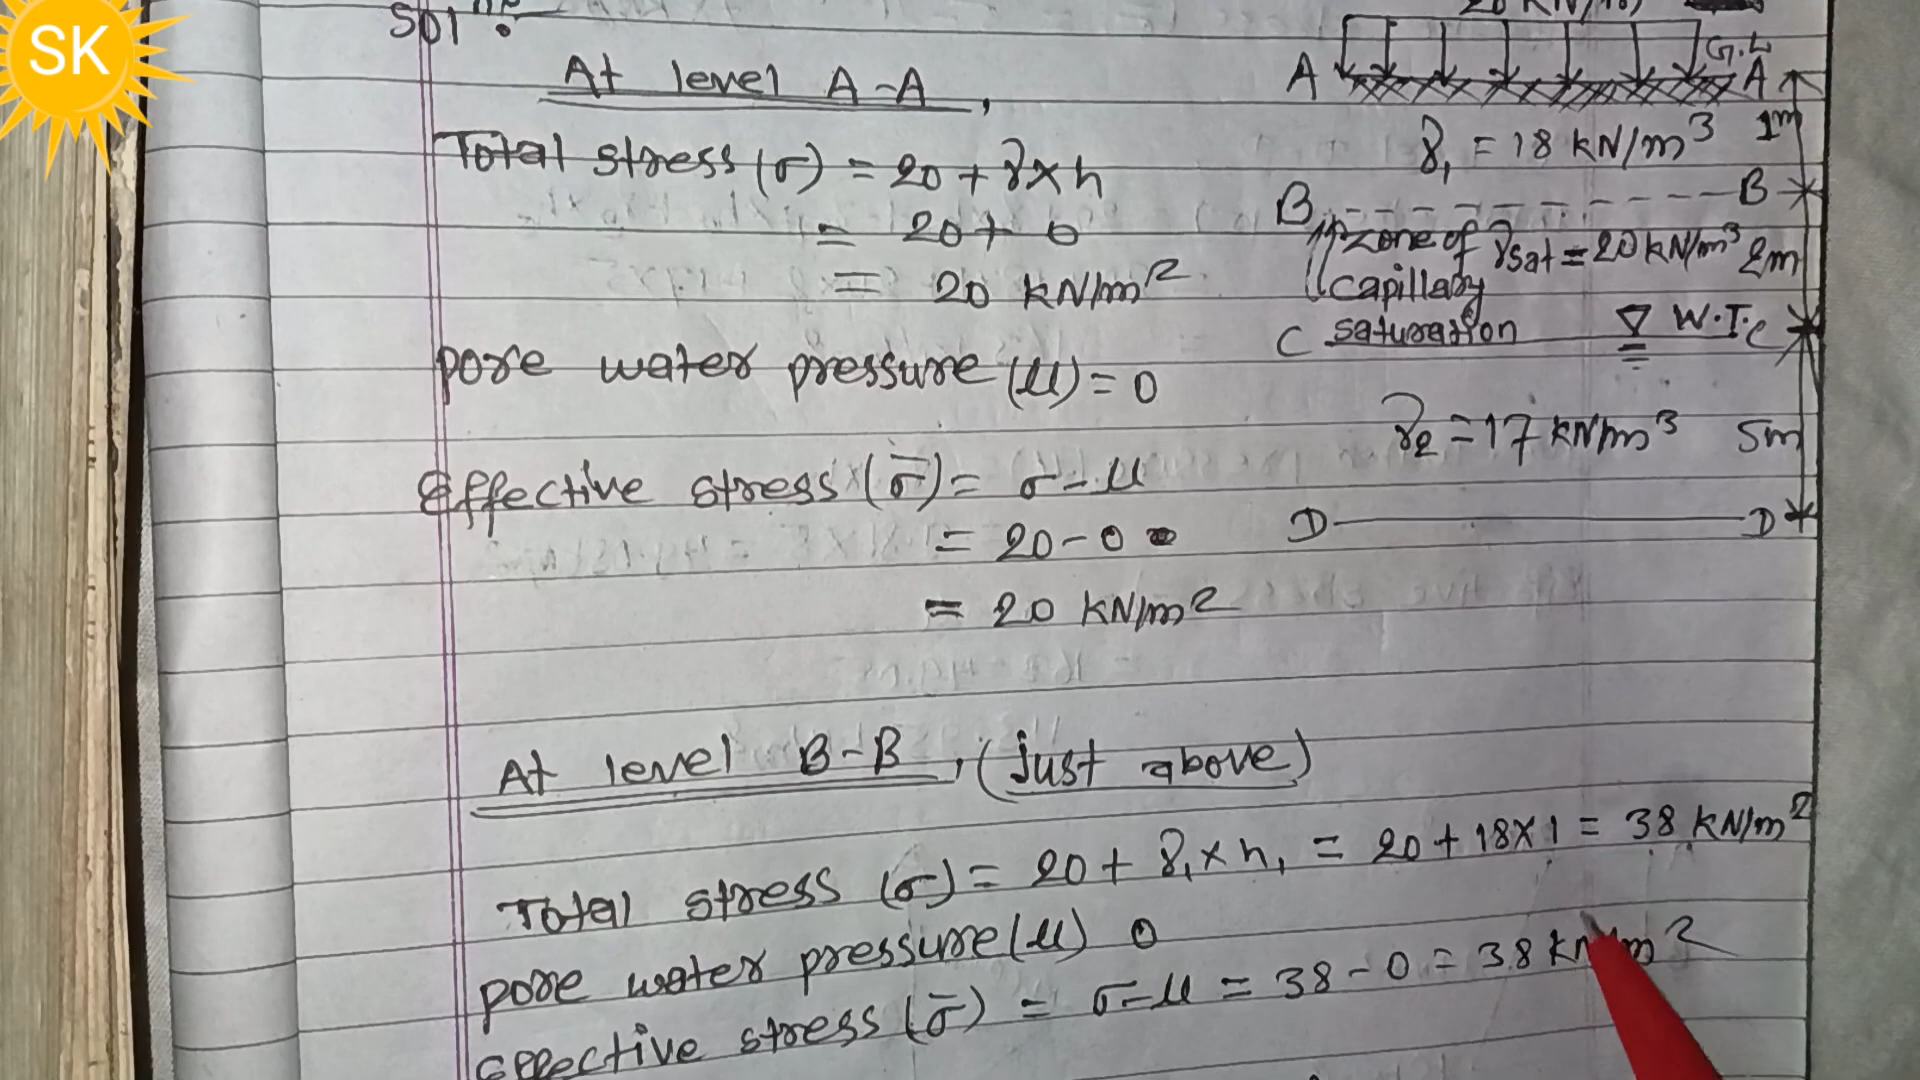 SK
Sol
20 KN/m
At level A-A,
Total stress (σ) = 20 + γ×h
= 20 + 0
= 20 KN/m²
pore water pressure (u) = 0
Effective stress (σ̄) = σ - u
= 20 - 0
= 20 KN/m²
G.L
A A
γ₁ = 18 KN/m³ 1m
B B
zone of γsat = 20 KN/m³ 2m
capillary
saturation W.T.
C C
γ₂ = 17 KN/m³ 5m
D D
At level B-B, (Just above)
Total stress (σ) = 20 + γ₁×h₁ = 20 + 18×1 = 38 KN/m²
pore water pressure (u) 0
Effective stress (σ̄) = σ - u = 38 - 0 = 38 KN/m²